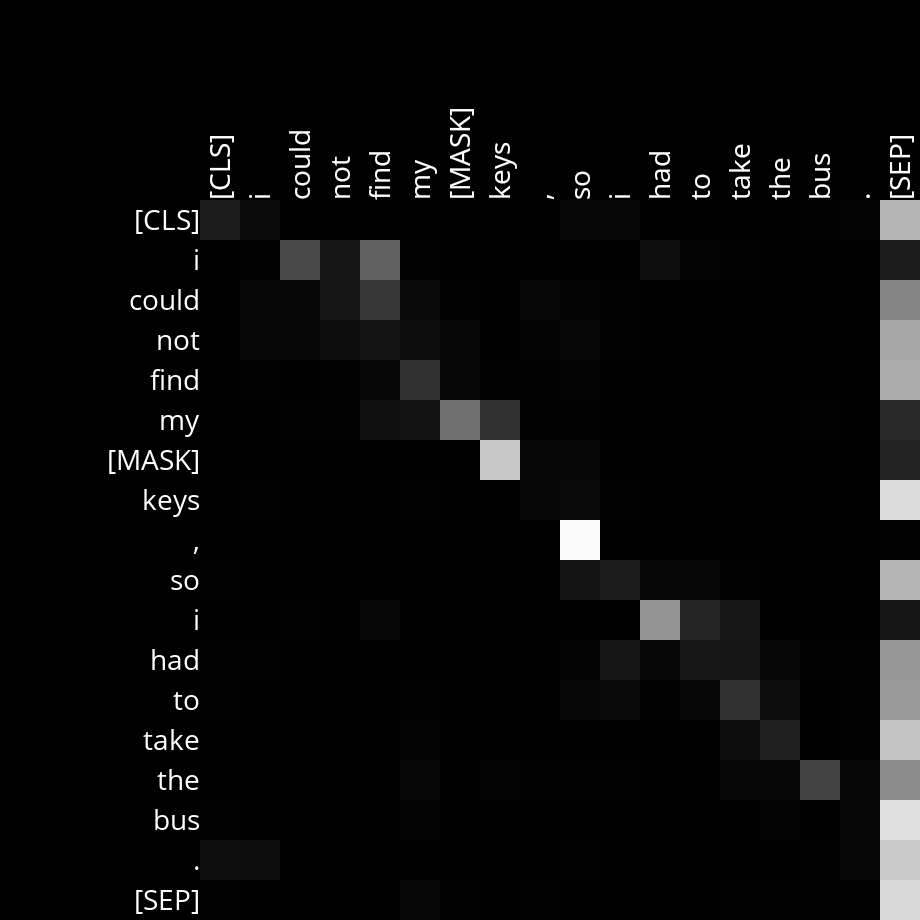 [CLS] i could not find my [MASK] keys , so i had to take the bus . [SEP]
[CLS]
i
could
not
find
my
[MASK]
keys
,
so
i
had
to
take
the
bus
.
[SEP]